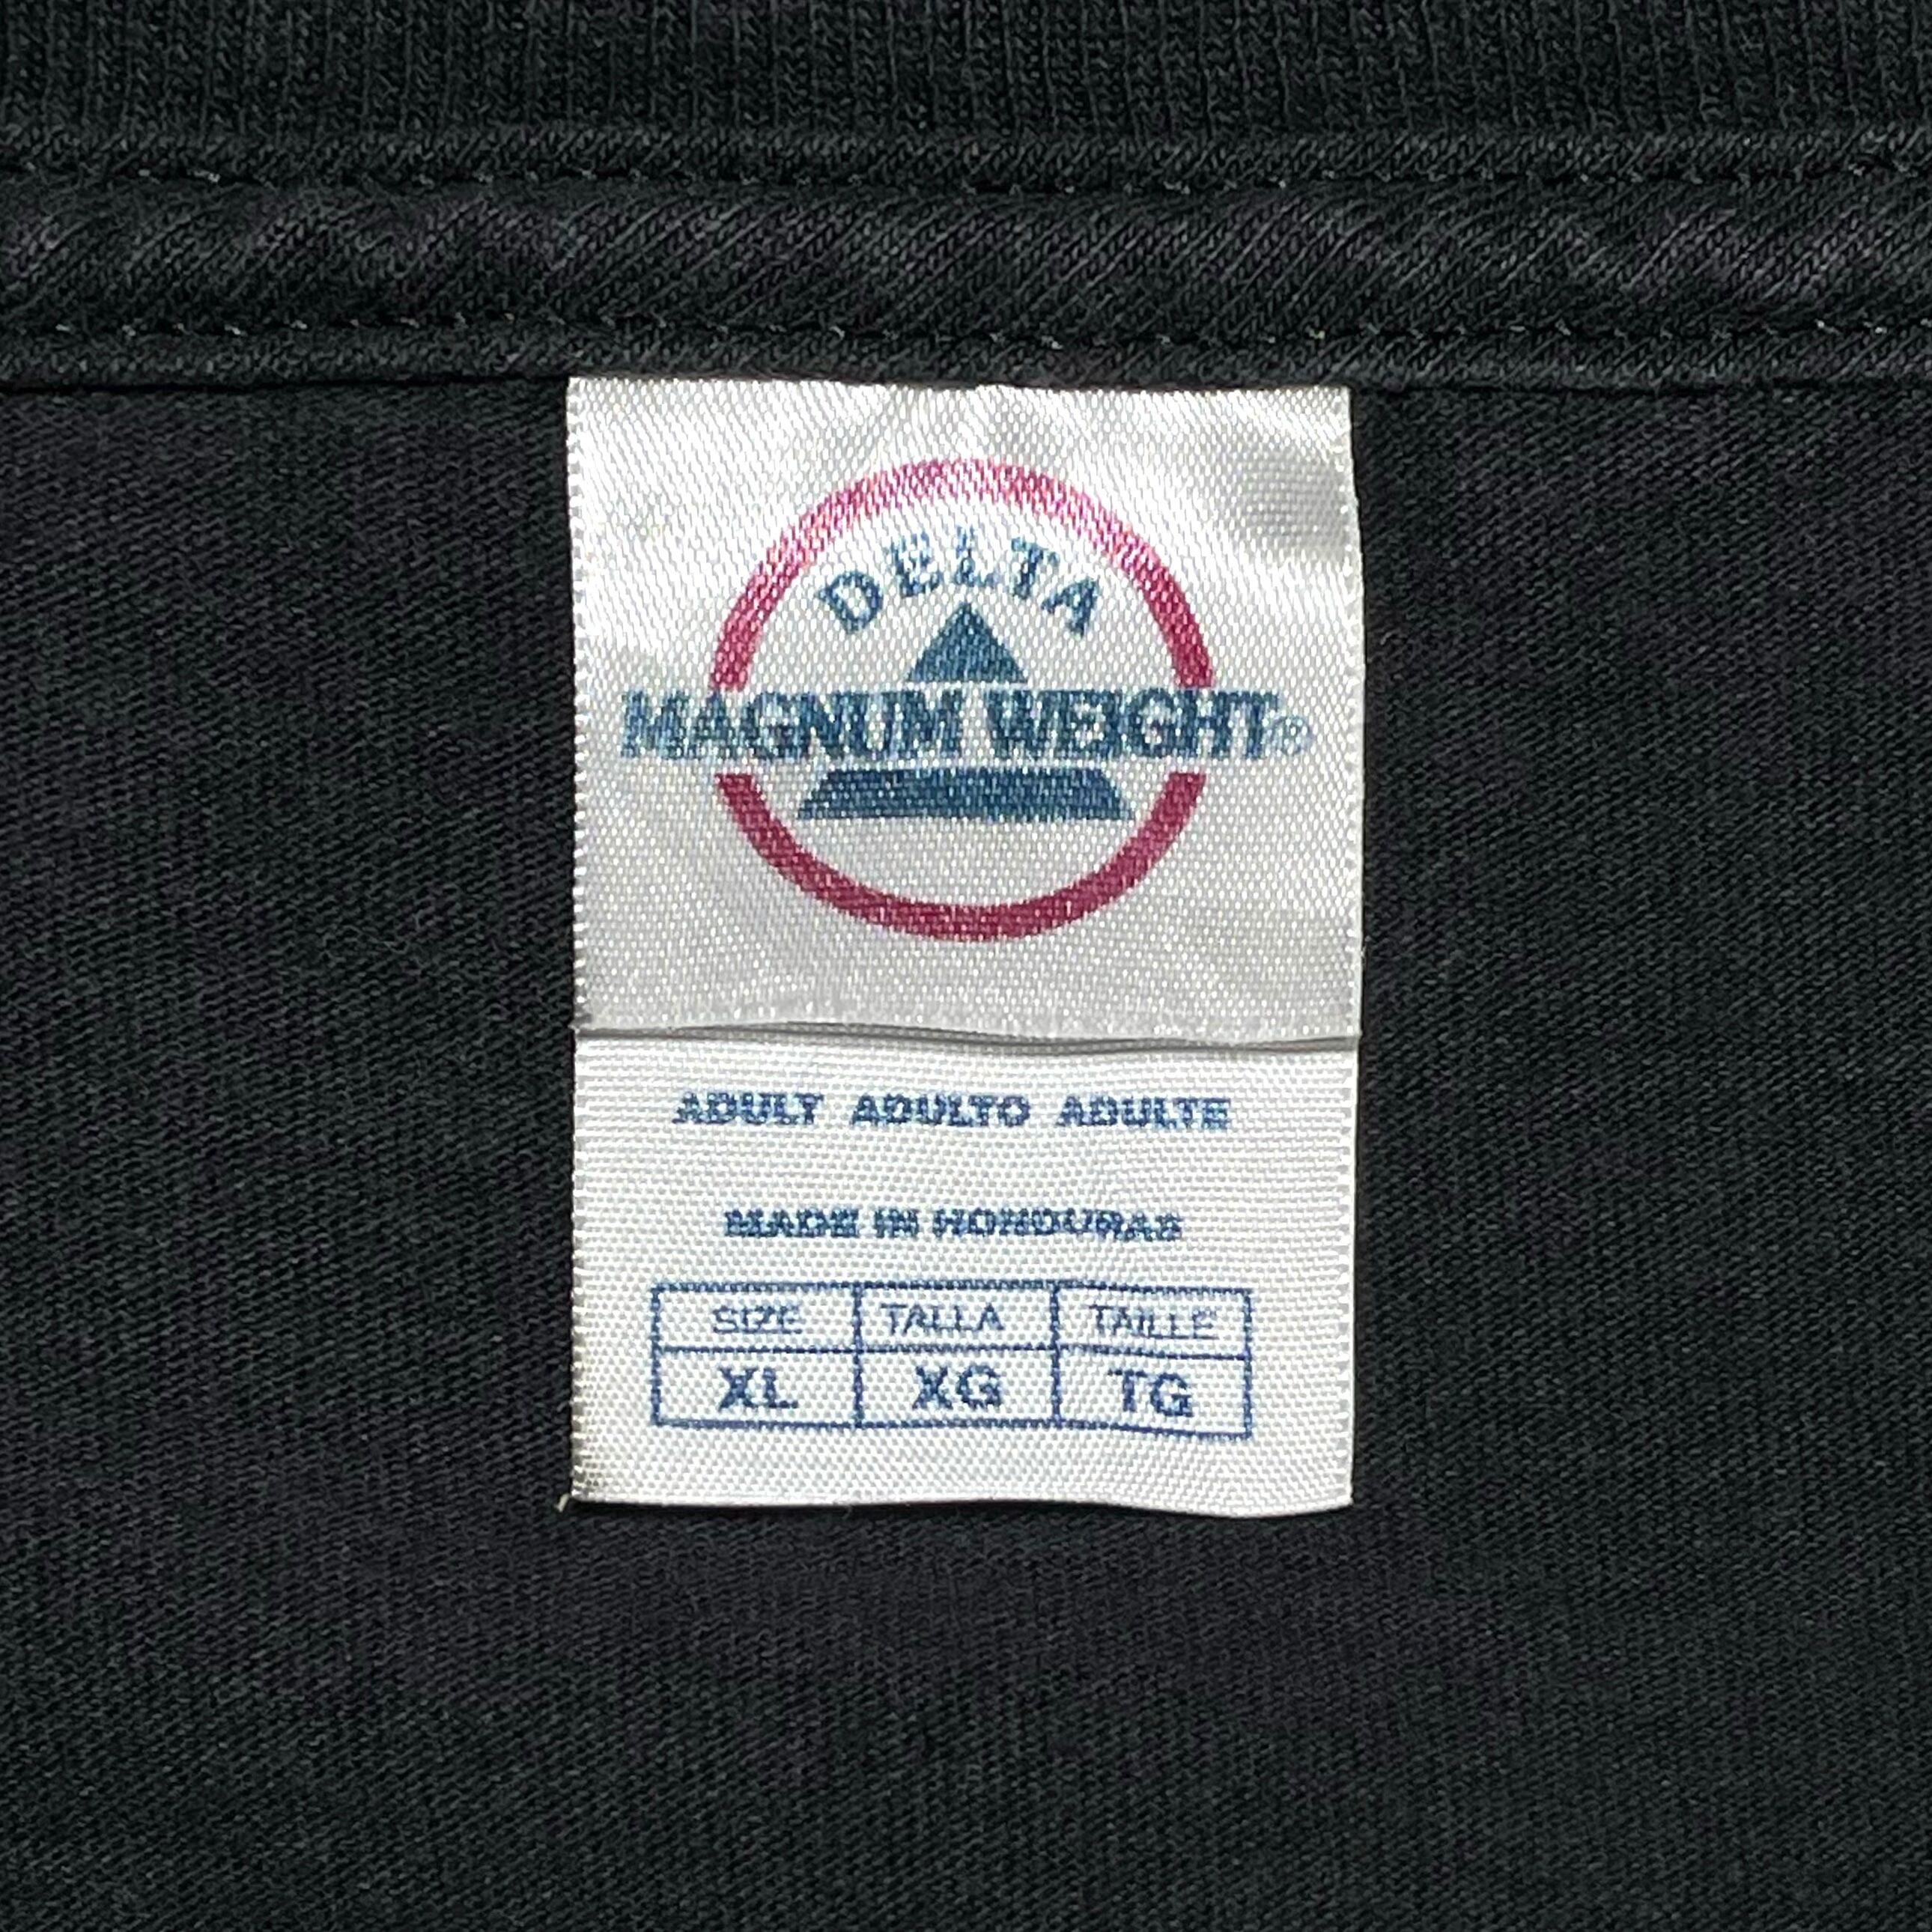 DELTA
MAGNUM WEIGHT®
ADULT ADULTO ADULTE
MADE IN HONDURAS
SIZE TALLA TAILLE
XL XG TG